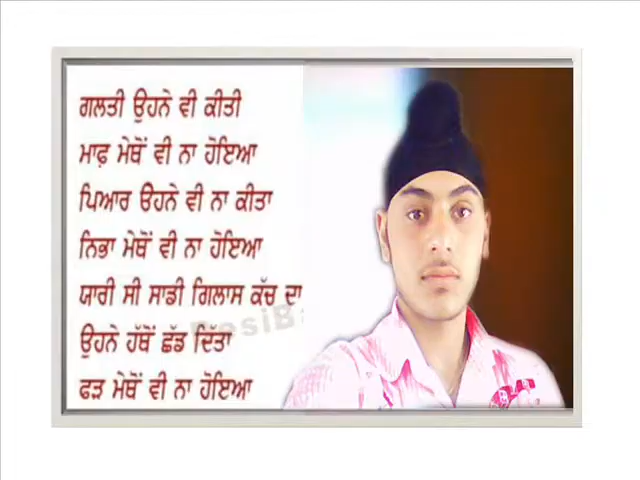 ਗਲਤੀ ਉਹਨੇ ਵੀ ਕੀਤੀ
ਮਾਫ਼ ਮੇਥੋਂ ਵੀ ਨਾ ਹੋਇਆ
ਪਿਆਰ ਓਹਨੇ ਵੀ ਨਾ ਕੀਤਾ
ਨਿਭਾ ਮੇਥੋਂ ਵੀ ਨਾ ਹੋਇਆ
ਯਾਰੀ ਸੀ ਸਾਡੀ ਗਿਲਾਸ ਕੱਚ ਦਾ
ਉਹਨੇ ਹੱਥੋਂ ਛੱਡ ਦਿੱਤਾ
ਫੜ ਮੇਥੋਂ ਵੀ ਨਾ ਹੋਇਆ